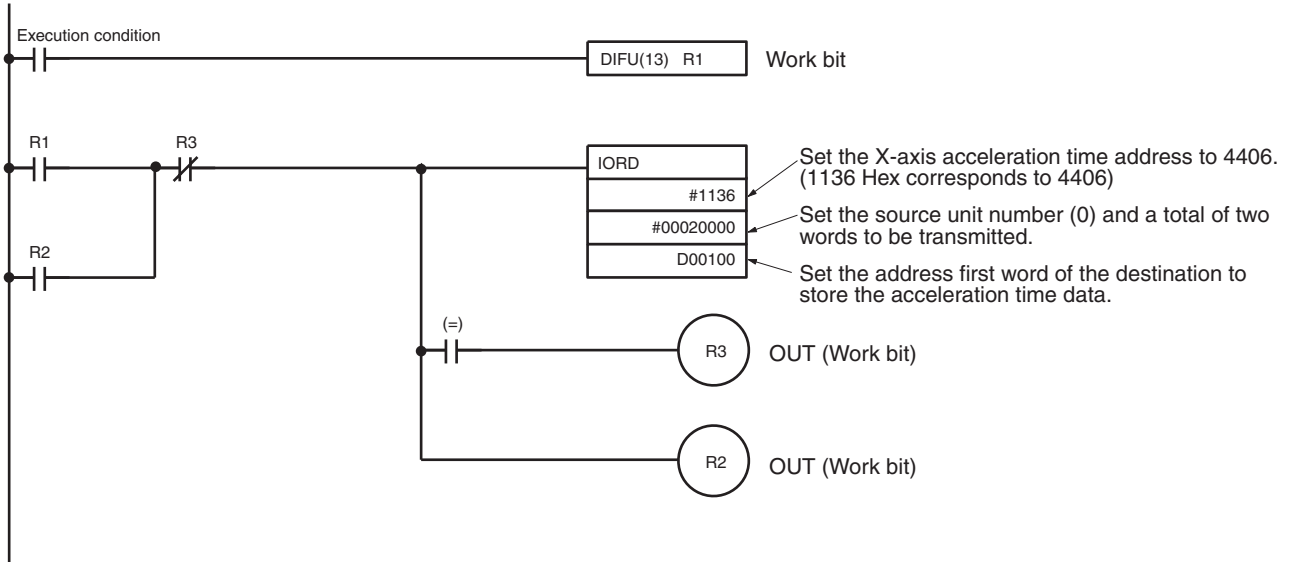 Execution condition
DIFU(13) R1 Work bit
R1 R3
IORD
#1136
#00020000
D00100
Set the X-axis acceleration time address to 4406.
(1136 Hex corresponds to 4406)
Set the source unit number (0) and a total of two
words to be transmitted.
Set the address first word of the destination to
store the acceleration time data.
R2
(=)
R3 OUT (Work bit)
R2 OUT (Work bit)